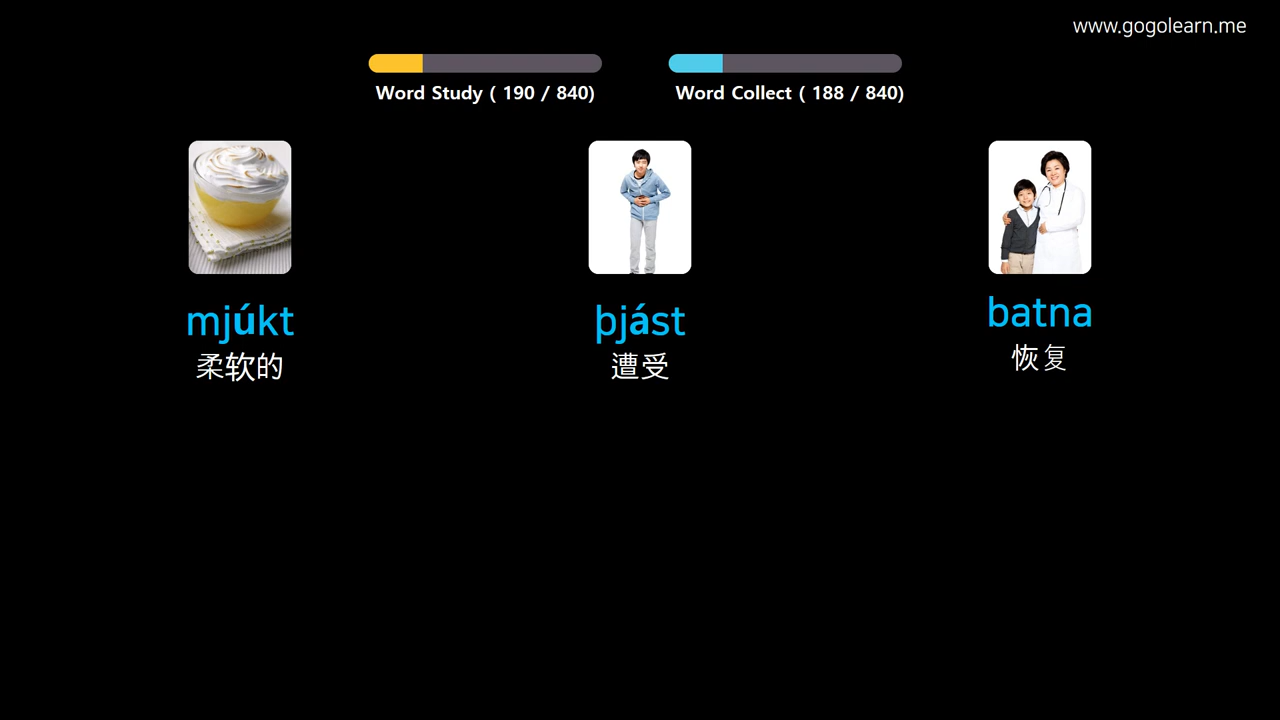 www.gogolearn.me
Word Study ( 190 / 840)
Word Collect ( 188 / 840)
mjúkt
柔软的
þjást
遭受
batna
恢复